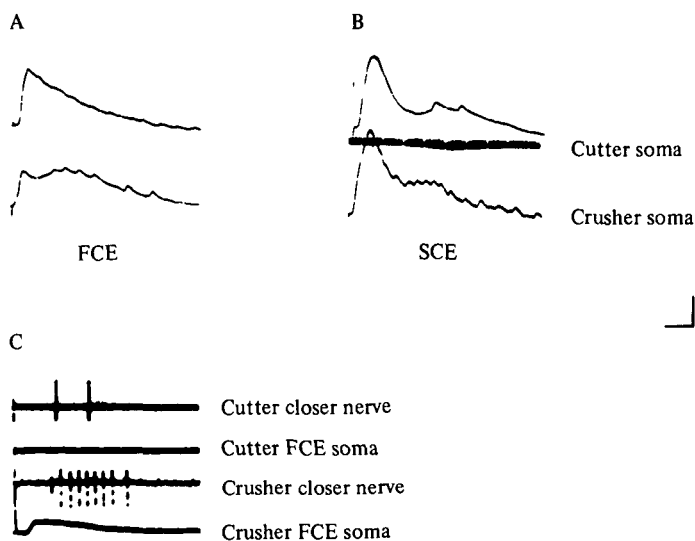 A
B
Cutter soma
Crusher soma
FCE
SCE
C
Cutter closer nerve
Cutter FCE soma
Crusher closer nerve
Crusher FCE soma